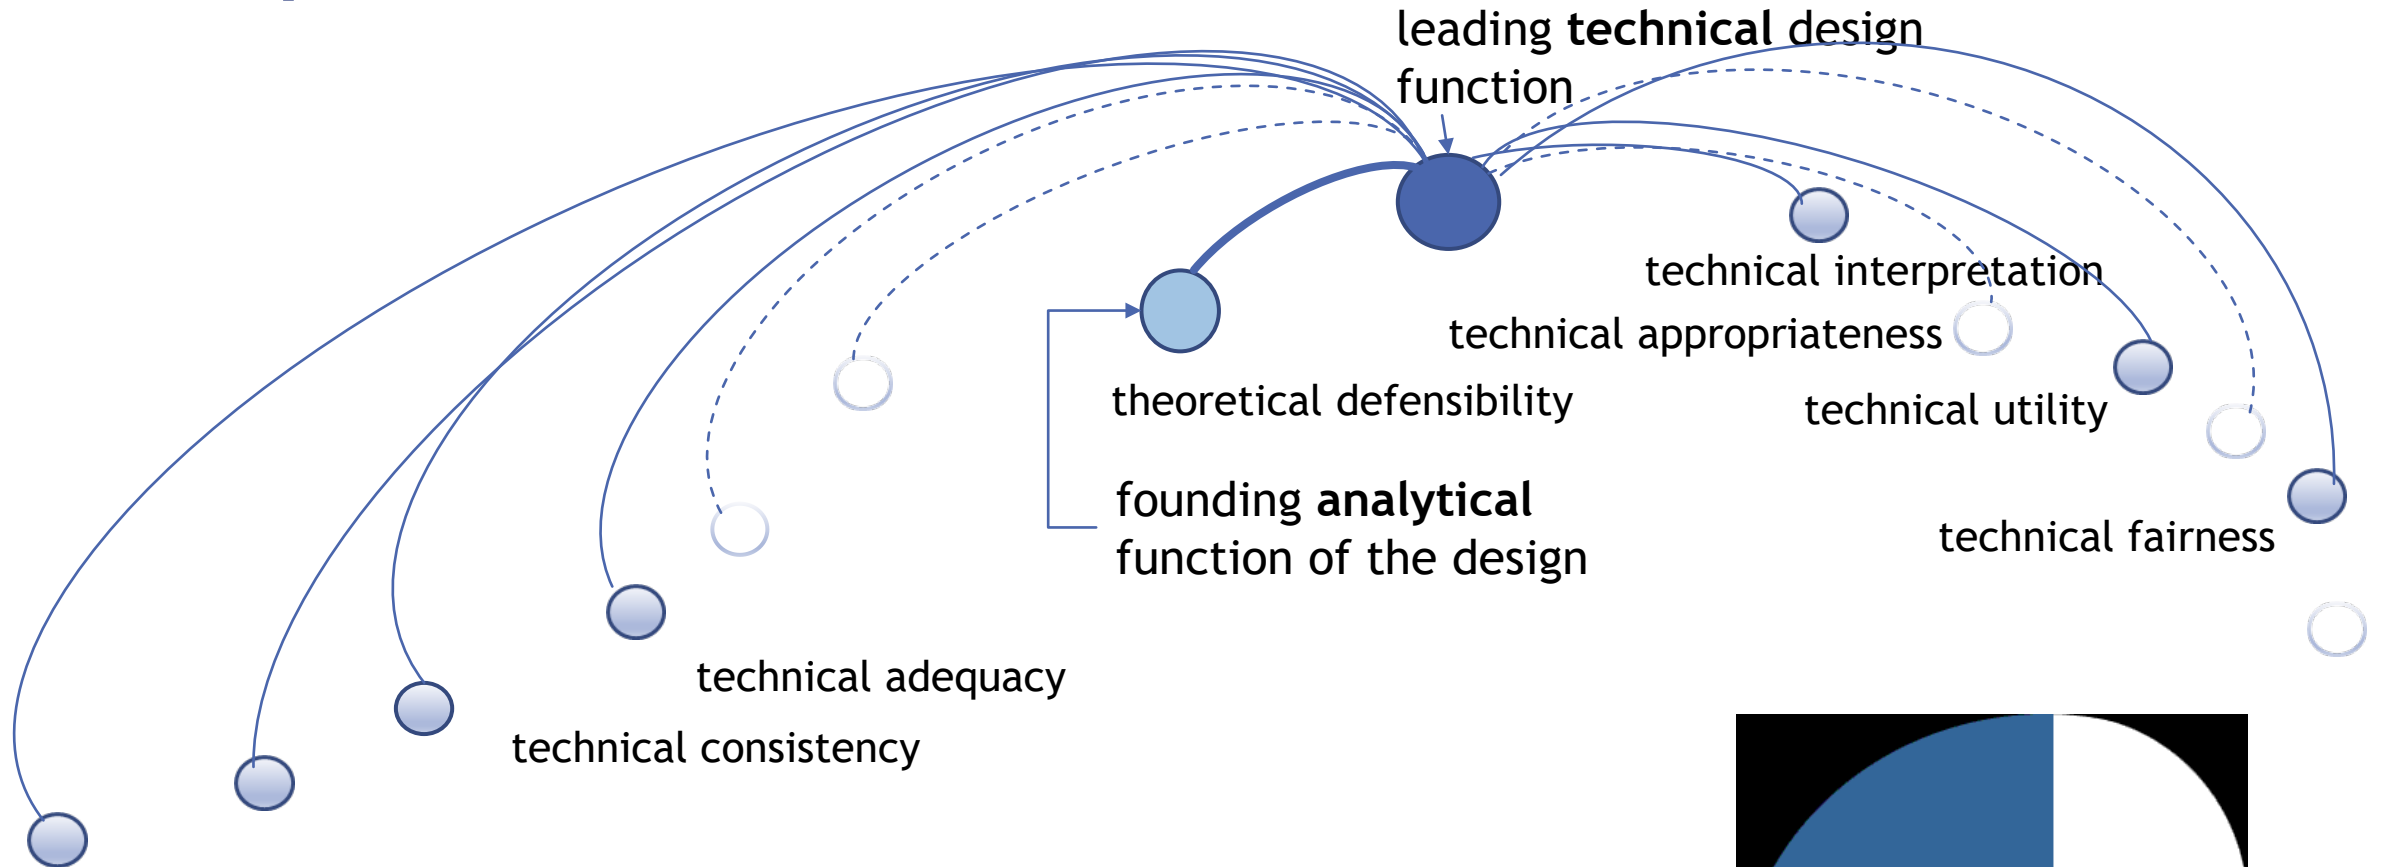 leading technical design
function
technical interpretation
technical appropriateness
theoretical defensibility
technical utility
founding analytical
function of the design
technical fairness
technical adequacy
technical consistency